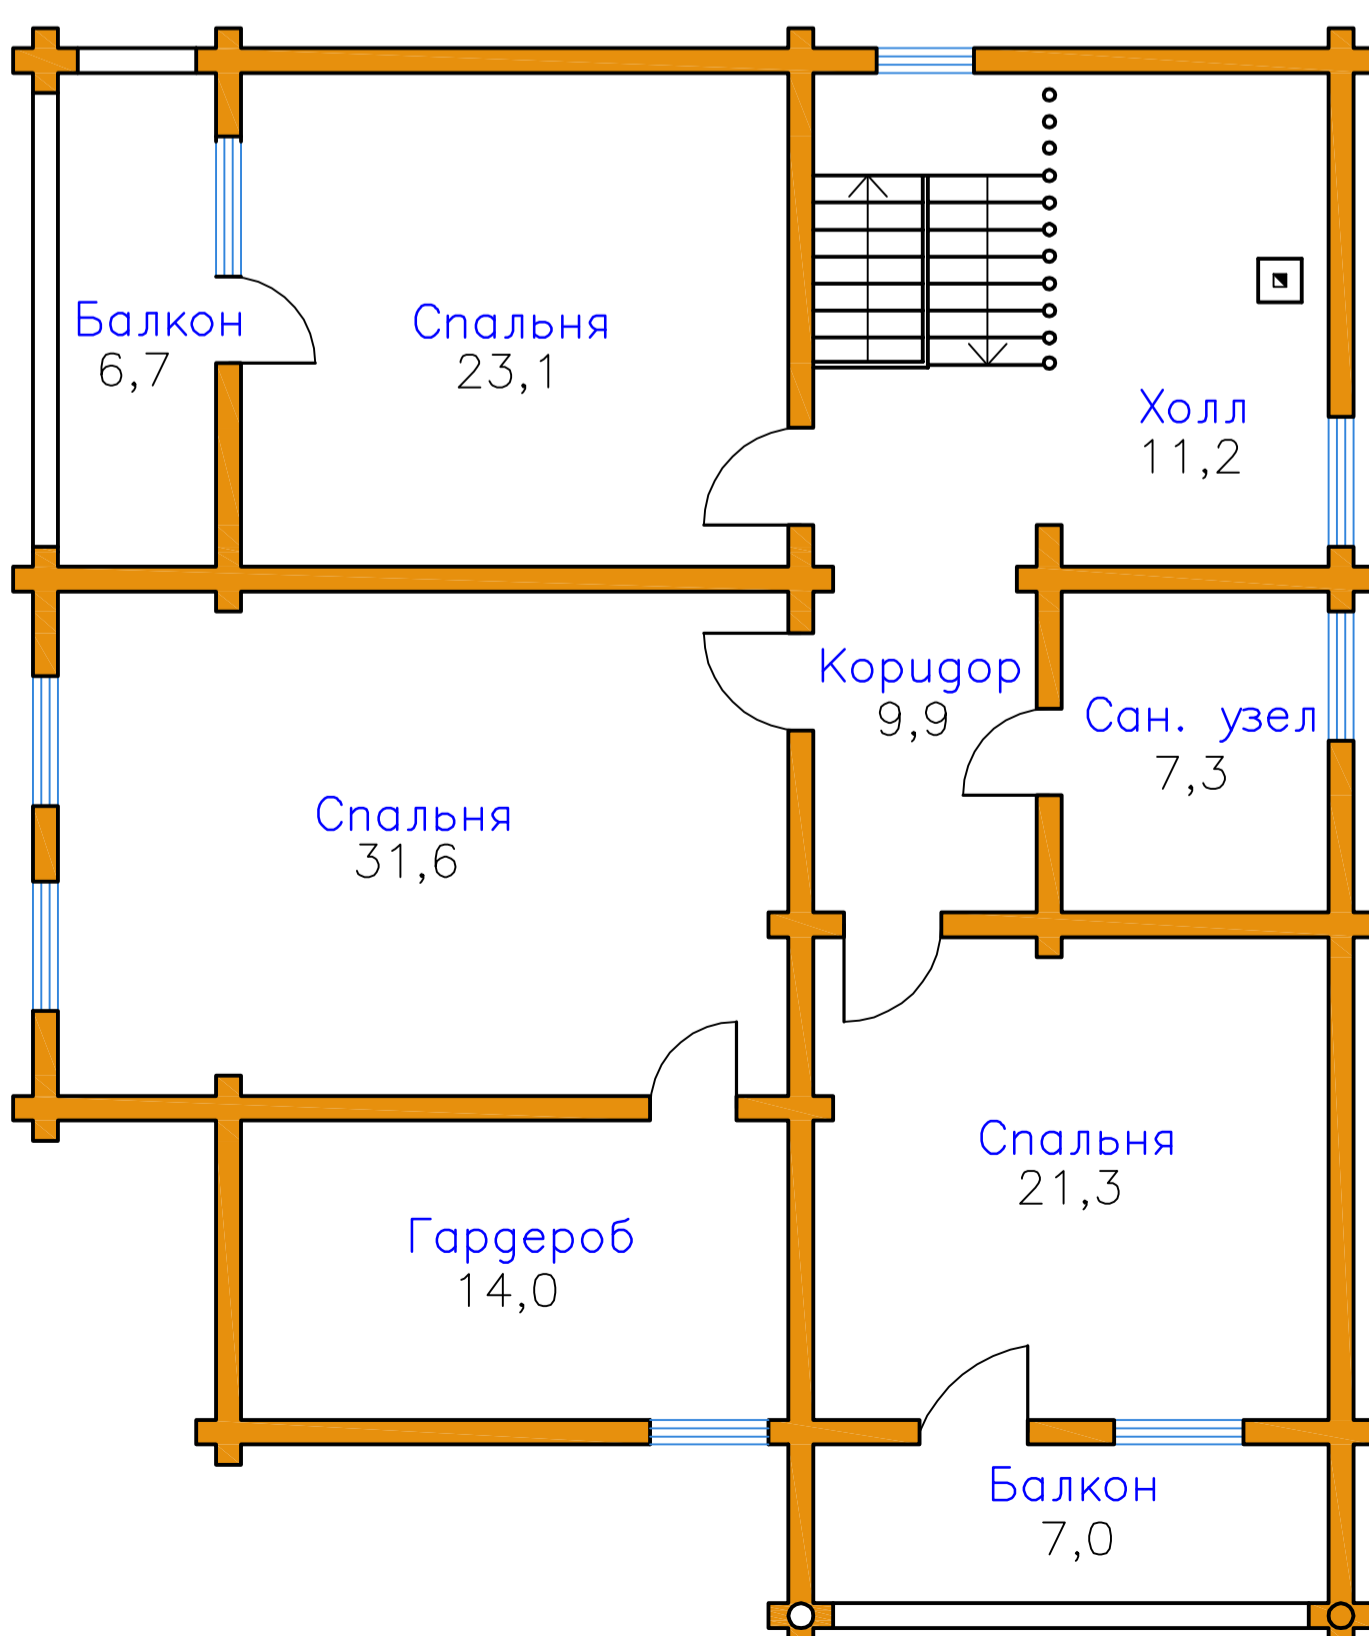 Балкон
6,7
Спальня
23,1
Холл
11,2
Коридор
9,9
Сан. узел
7,3
Спальня
31,6
Спальня
21,3
Гардероб
14,0
Балкон
7,0